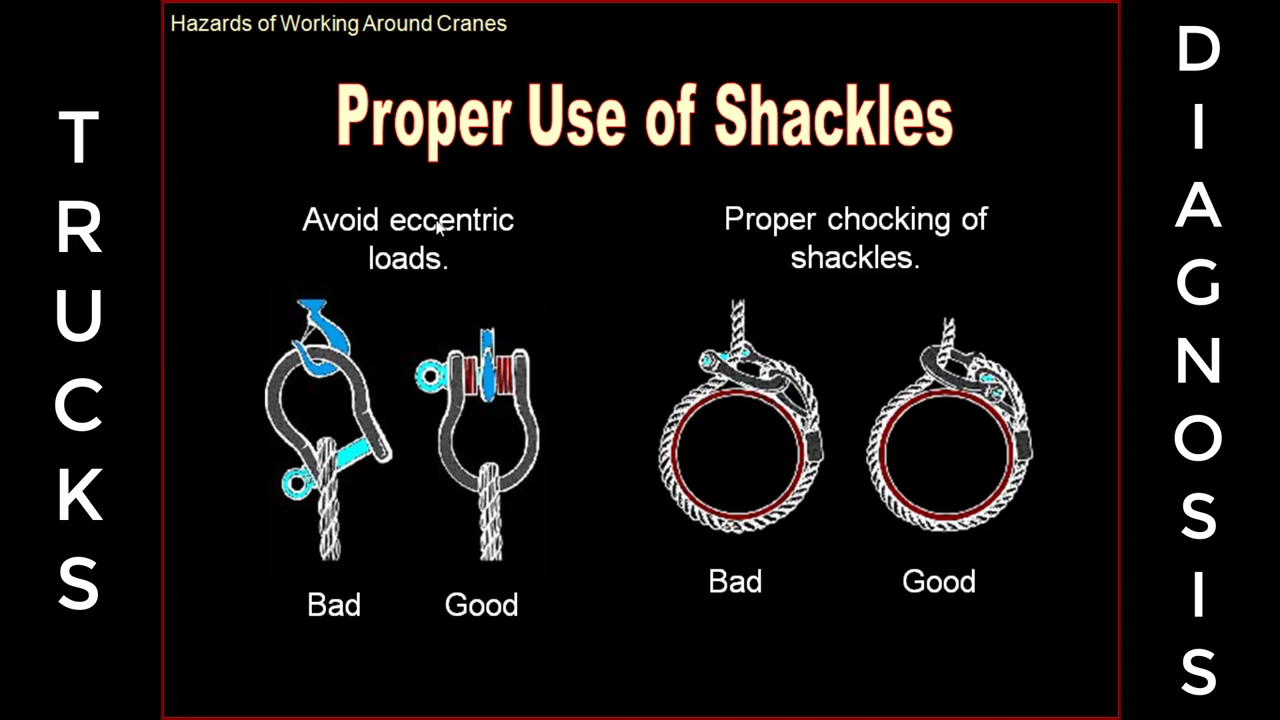 Hazards of Working Around Cranes
TRUCKS
DIAGNOSIS
Proper Use of Shackles
Avoid eccentric
loads.
Proper chocking of
shackles.
Bad
Good
Bad
Good